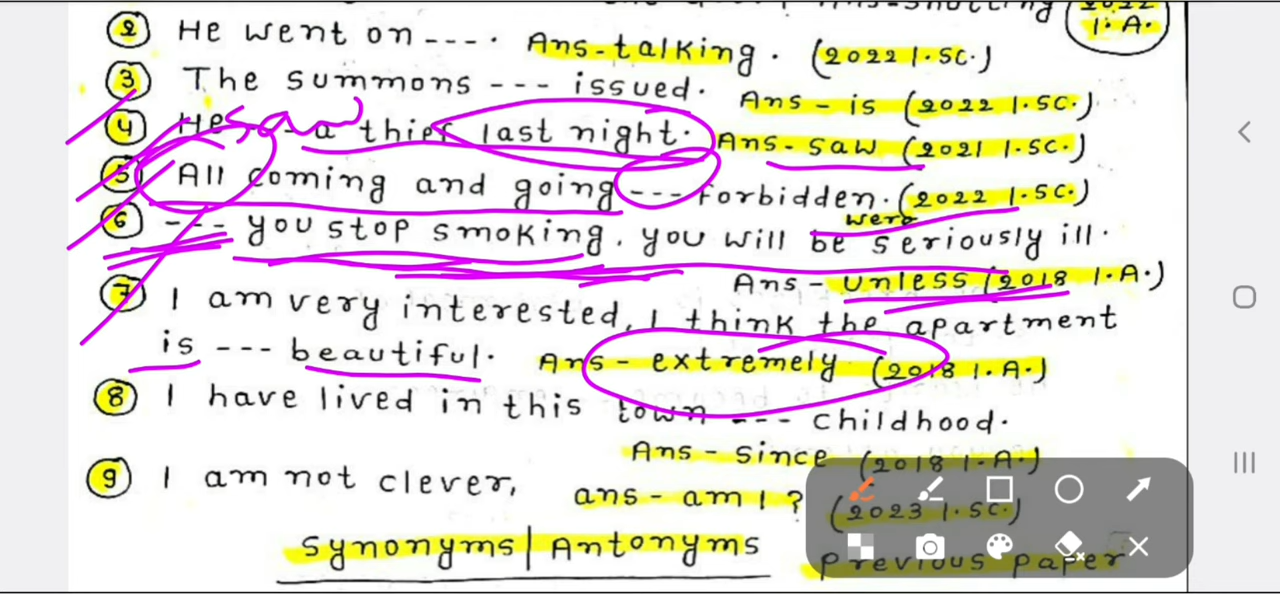 ② He went on ---. Ans-talking. (2022 I.SC.)
1. A.
③ The summons --- issued. Ans - is (2022 I.SC.)
④ He saw a thief last night. Ans- saw (2021 I.SC.)
⑤ All coming and going --- forbidden. (2022 I.SC.)
were
⑥ --- you stop smoking, you will be seriously ill.
Ans - Unless (2018 I.A.)
⑦ I am very interested, I think the apartment
is --- beautiful. Ans - extremely (2018 I.A.)
⑧ I have lived in this town --- childhood.
Ans - since (2018 I.A.)
⑨ I am not clever, ans - am I? (2023 I.SC.)
Synonyms | Antonyms Previous paper